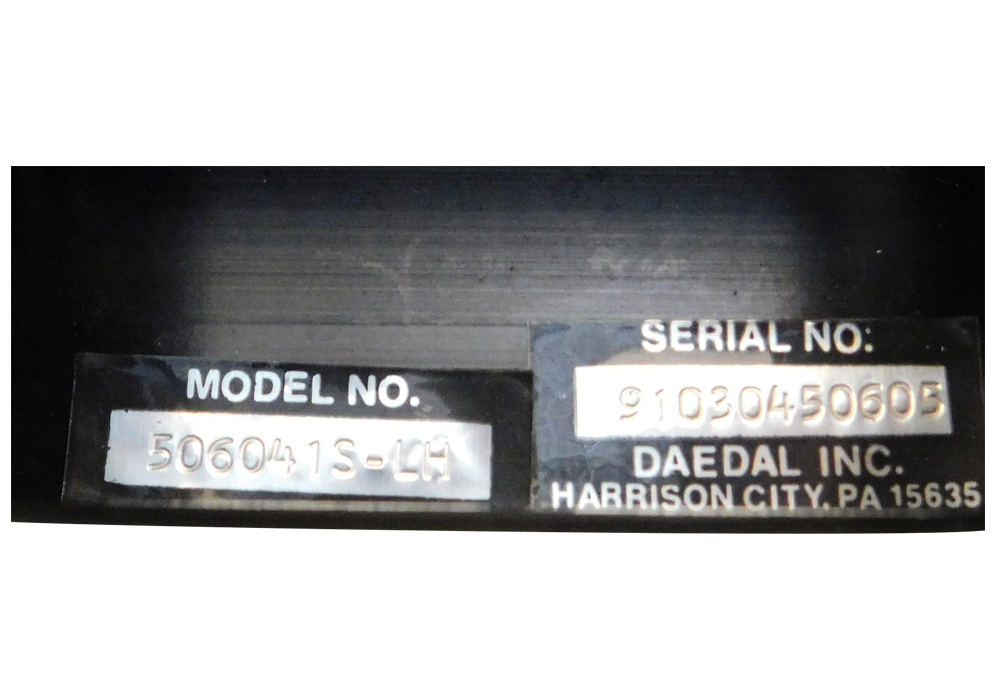 MODEL NO.
506041S-LH
SERIAL NO:
91030450605
DAEDAL INC.
HARRISON CITY, PA 15635